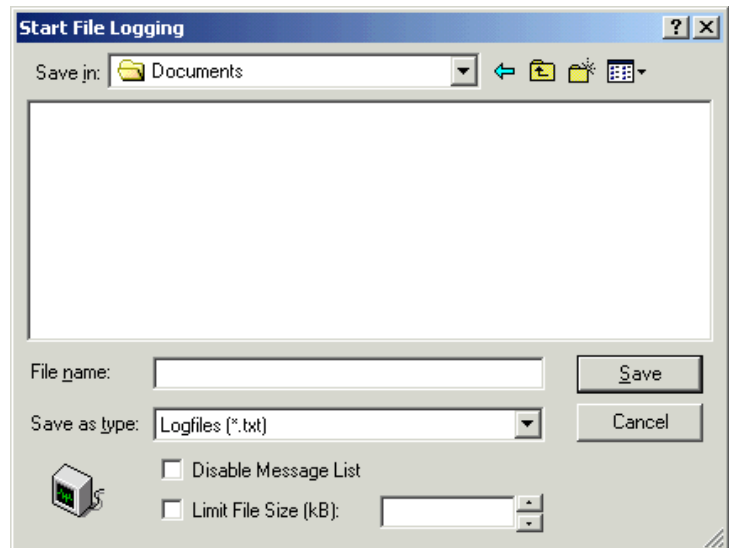 Start File Logging
Save in: Documents
File name:
Save
Save as type: Logfiles (*.txt)
Cancel
Disable Message List
Limit File Size (kB):